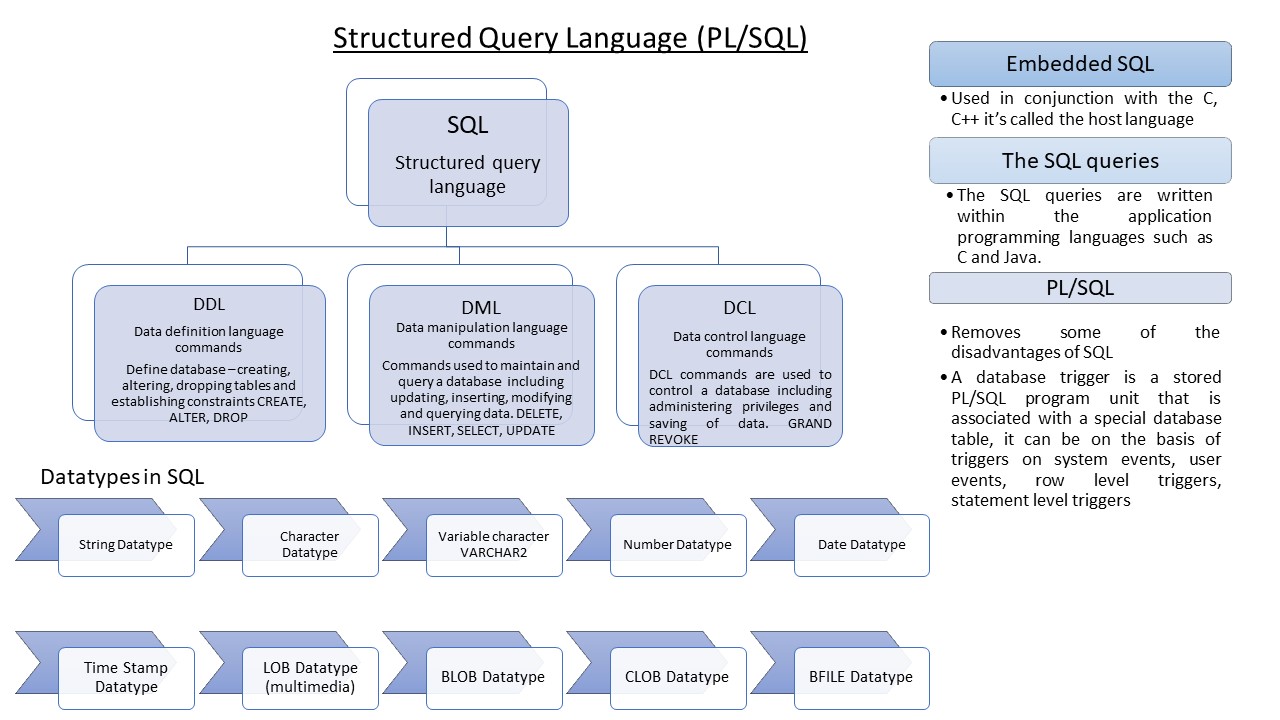 Structured Query Language (PL/SQL)
SQL
Structured query
language
DDL
Data definition language
commands
Define database – creating,
altering, dropping tables and
establishing constraints CREATE,
ALTER, DROP
DML
Data manipulation language
commands
Commands used to maintain and
query a database including
updating, inserting, modifying
and querying data. DELETE,
INSERT, SELECT, UPDATE
DCL
Data control language
commands
DCL commands are used to
control a database including
administering privileges and
saving of data. GRAND
REVOKE
Datatypes in SQL
String Datatype
Character
Datatype
Variable character
VARCHAR2
Number Datatype
Date Datatype
Time Stamp
Datatype
LOB Datatype
(multimedia)
BLOB Datatype
CLOB Datatype
BFILE Datatype
Embedded SQL
• Used in conjunction with the C,
C++ it's called the host language
The SQL queries
• The SQL queries are written
within the application
programming languages such as
C and Java.
PL/SQL
• Removes some of the
disadvantages of SQL
• A database trigger is a stored
PL/SQL program unit that is
associated with a special database
table, it can be on the basis of
triggers on system events, user
events, row level triggers,
statement level triggers